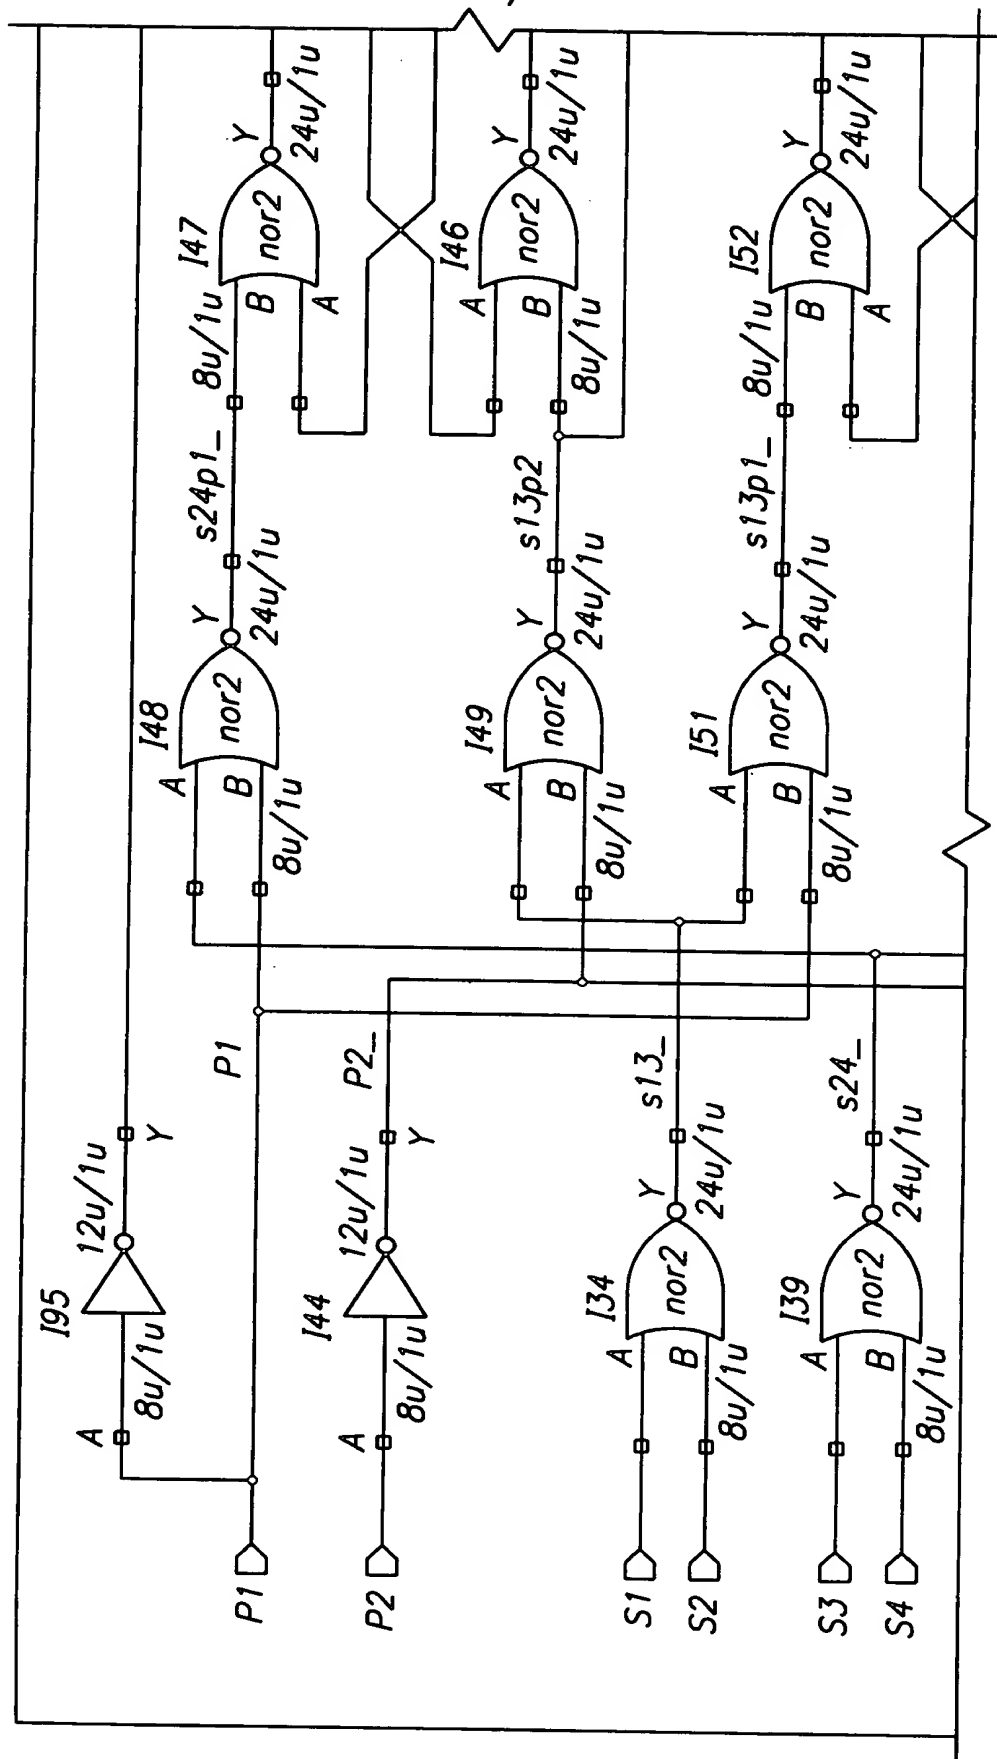 I95
A
8u/1u
12u/1u
Y
P1
P1
P2
I44
A
8u/1u
12u/1u
Y
P2_
S1
S2
I34
A
B
8u/1u
nor2
Y
24u/1u
s13_
S3
S4
I39
A
B
8u/1u
nor2
Y
24u/1u
s24_
I48
A
B
8u/1u
nor2
Y
24u/1u
s24p1_
I49
A
B
8u/1u
nor2
Y
24u/1u
s13p2
I51
A
B
8u/1u
nor2
Y
24u/1u
s13p1_
I47
8u/1u
B
A
nor2
Y
24u/1u
I46
A
B
8u/1u
nor2
Y
24u/1u
I52
8u/1u
B
A
nor2
Y
24u/1u